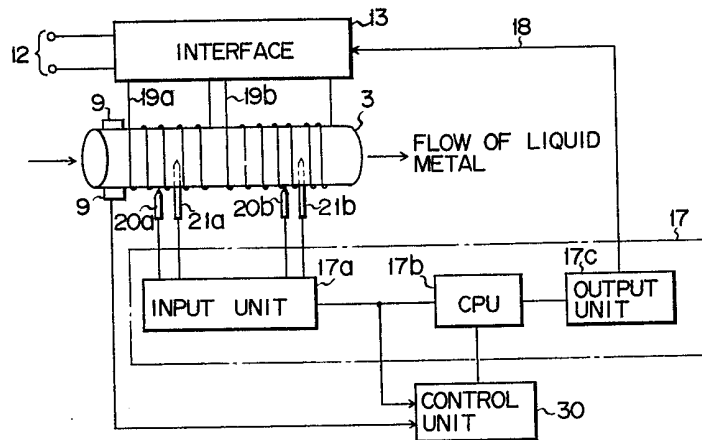 13
12
INTERFACE
18
19a
19b
9
3
FLOW OF LIQUID
METAL
9
20a
21a
20b
21b
17
17a
17b
17c
INPUT UNIT
CPU
OUTPUT
UNIT
CONTROL
UNIT
30